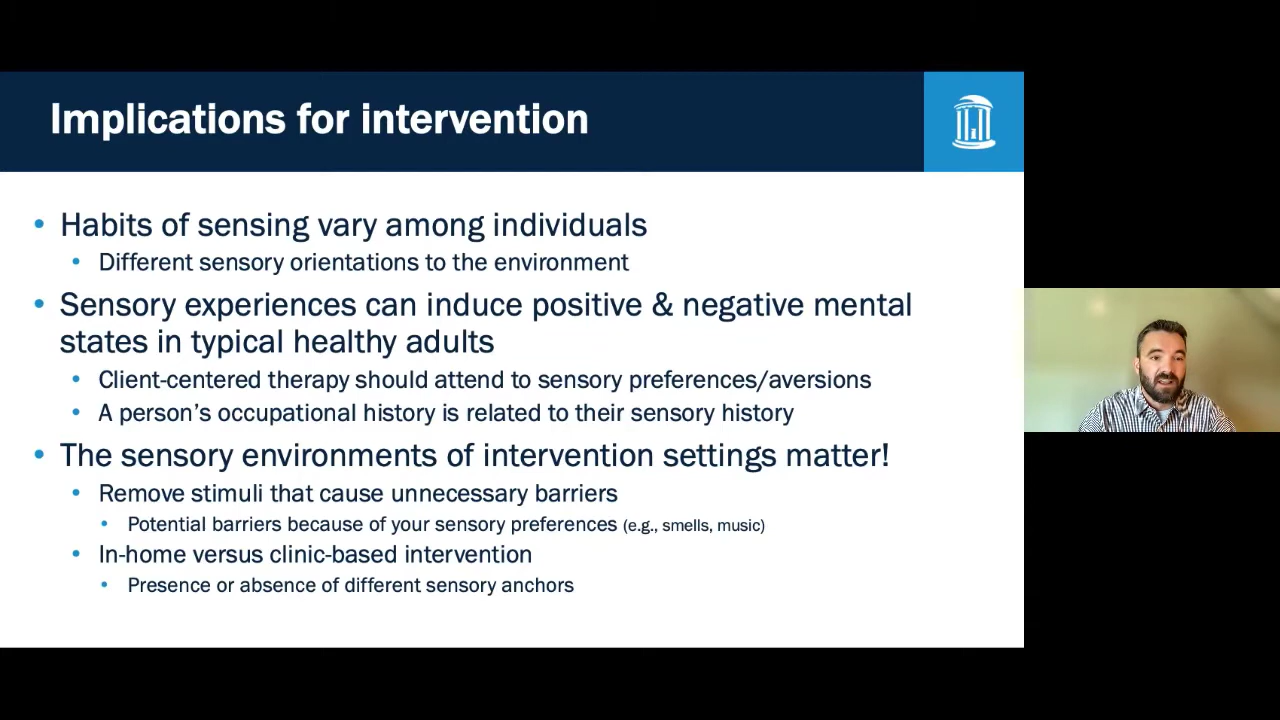 Implications for intervention
• Habits of sensing vary among individuals
• Different sensory orientations to the environment
• Sensory experiences can induce positive & negative mental
states in typical healthy adults
• Client-centered therapy should attend to sensory preferences/aversions
• A person's occupational history is related to their sensory history
• The sensory environments of intervention settings matter!
• Remove stimuli that cause unnecessary barriers
• Potential barriers because of your sensory preferences (e.g., smells, music)
• In-home versus clinic-based intervention
• Presence or absence of different sensory anchors